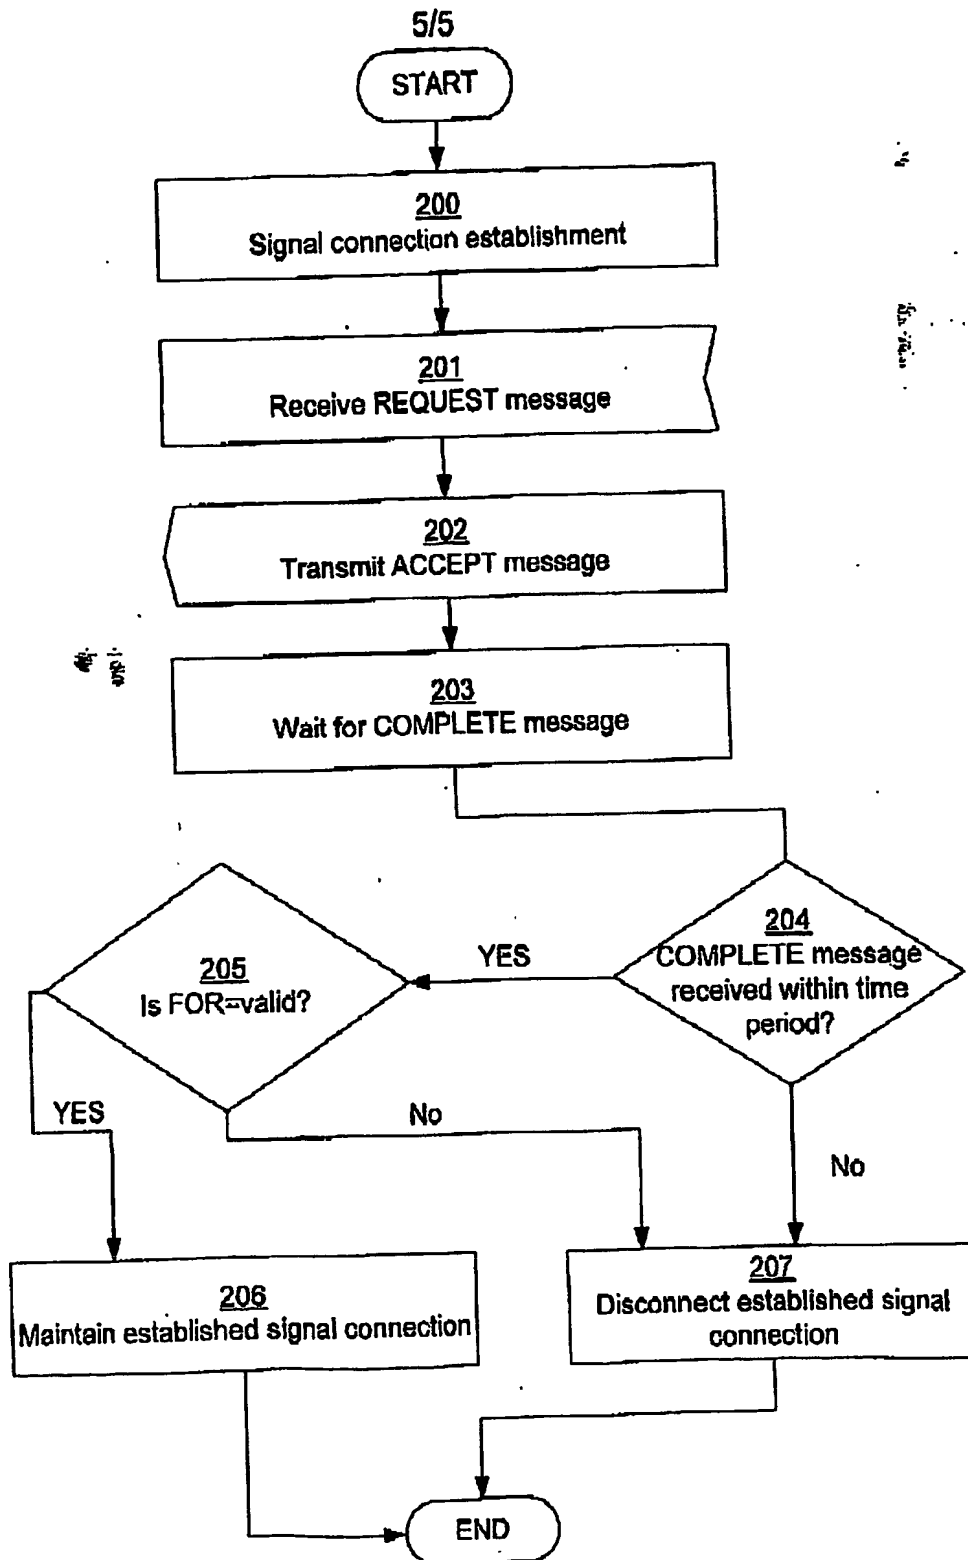 5/5
START
200
Signal connection establishment
201
Receive REQUEST message
202
Transmit ACCEPT message
203
Wait for COMPLETE message
204
COMPLETE message
received within time
period?
YES
205
Is FOR=valid?
YES
No
No
206
Maintain established signal connection
207
Disconnect established signal
connection
END